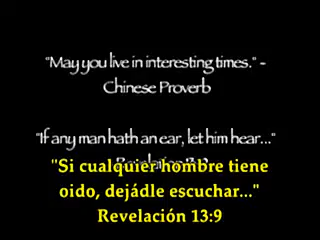 "May you live in interesting times." -
Chinese Proverb
"If any man hath an ear, let him hear..."
"Si cualquier hombre tiene
oido, dejádle escuchar..."
Revelación 13:9